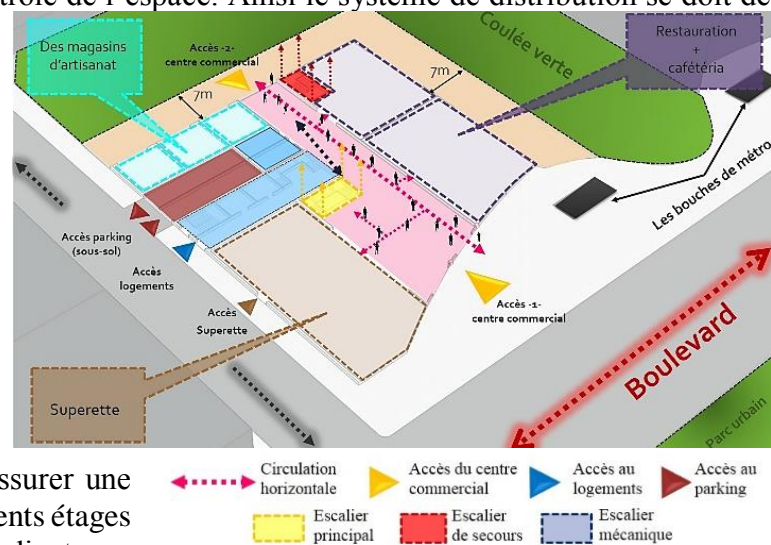 trôle de l'espace. Ainsi le système de distribution se doit de
Des magasins
d'artisanat
Accès -2-
centre commercial
Coulée verte
Restauration
+
cafétéria
7m
7m
Les bouches de métro
Accès parking
(sous-sol)
Accès
logements
Accès
Superette
Accès -1-
centre commercial
Boulevard
Superette
Parc urbain
ssurer une
ents étages
Circulation
horizontale
Accès du centre
commercial
Accès au
logements
Accès au
parking
Escalier
principal
Escalier
de secours
Escalier
mécanique